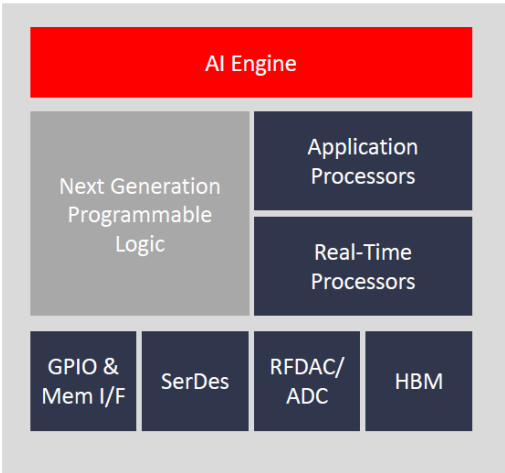 AI Engine
Next Generation
Programmable
Logic
Application
Processors
Real-Time
Processors
GPIO &
Mem I/F
SerDes
RFDAC/
ADC
HBM